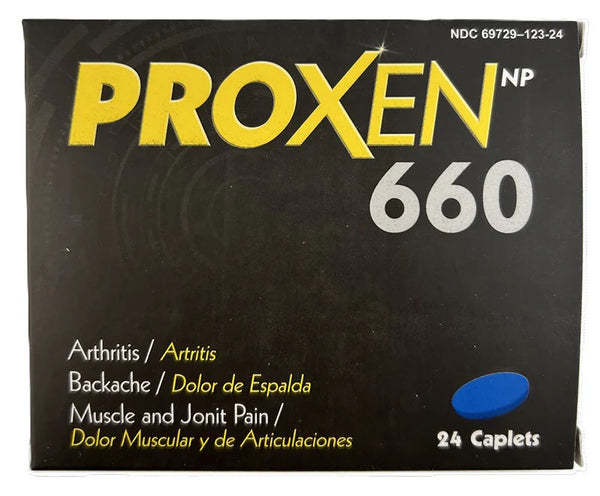 NDC 69729–123-24
PROXEN NP
660
Arthritis / Artritis
Backache / Dolor de Espalda
Muscle and Jonit Pain /
Dolor Muscular y de Articulaciones
24 Caplets